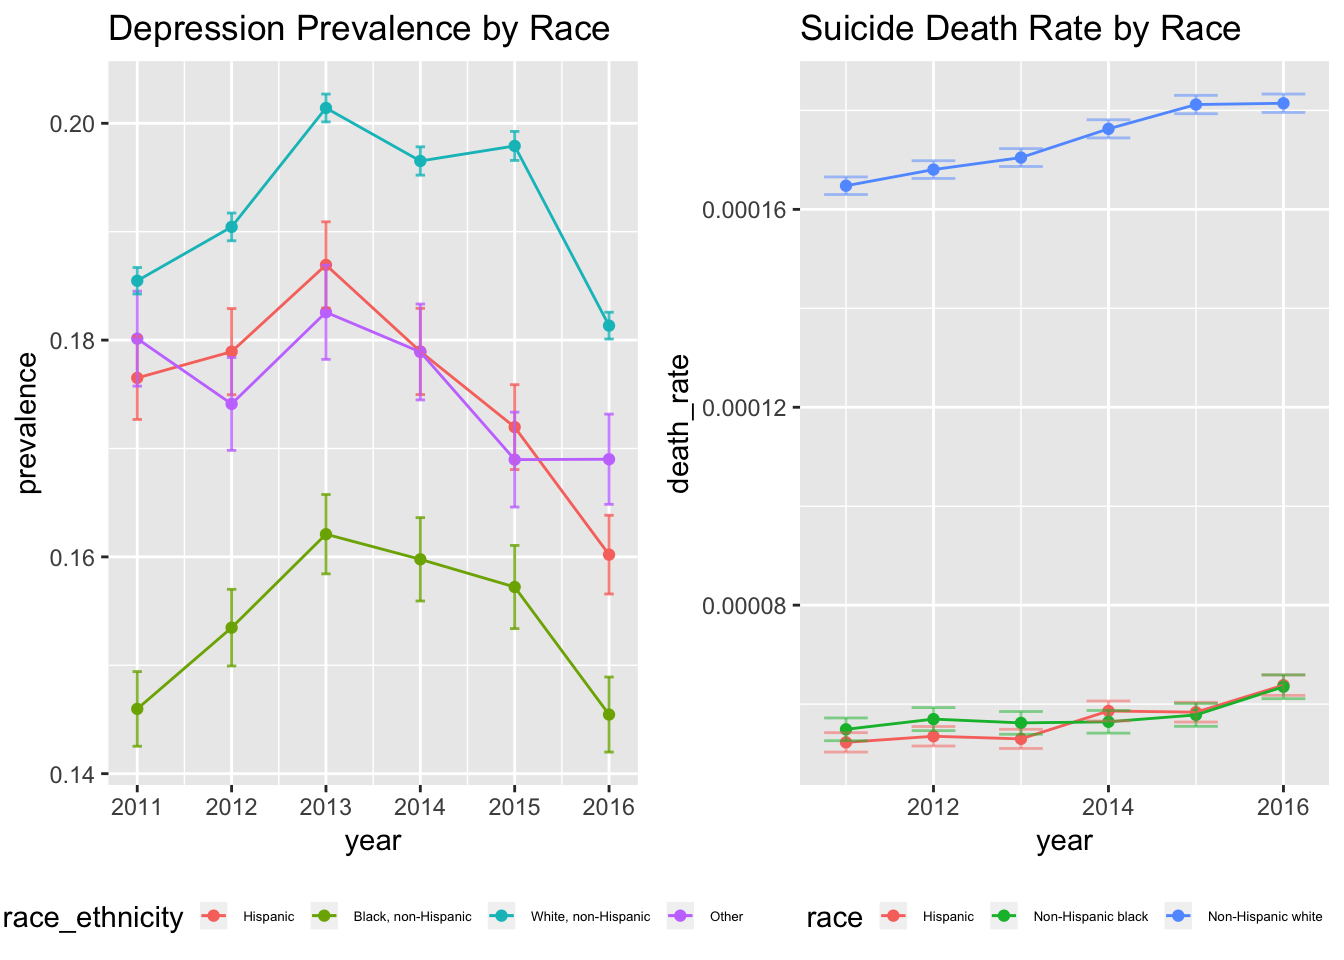 Depression Prevalence by Race
prevalence
0.20
0.18
0.16
0.14
2011 2012 2013 2014 2015 2016
year
race_ethnicity Hispanic Black, non-Hispanic White, non-Hispanic Other
Suicide Death Rate by Race
death_rate
0.00016
0.00012
0.00008
2012 2014 2016
year
race Hispanic Non-Hispanic black Non-Hispanic white